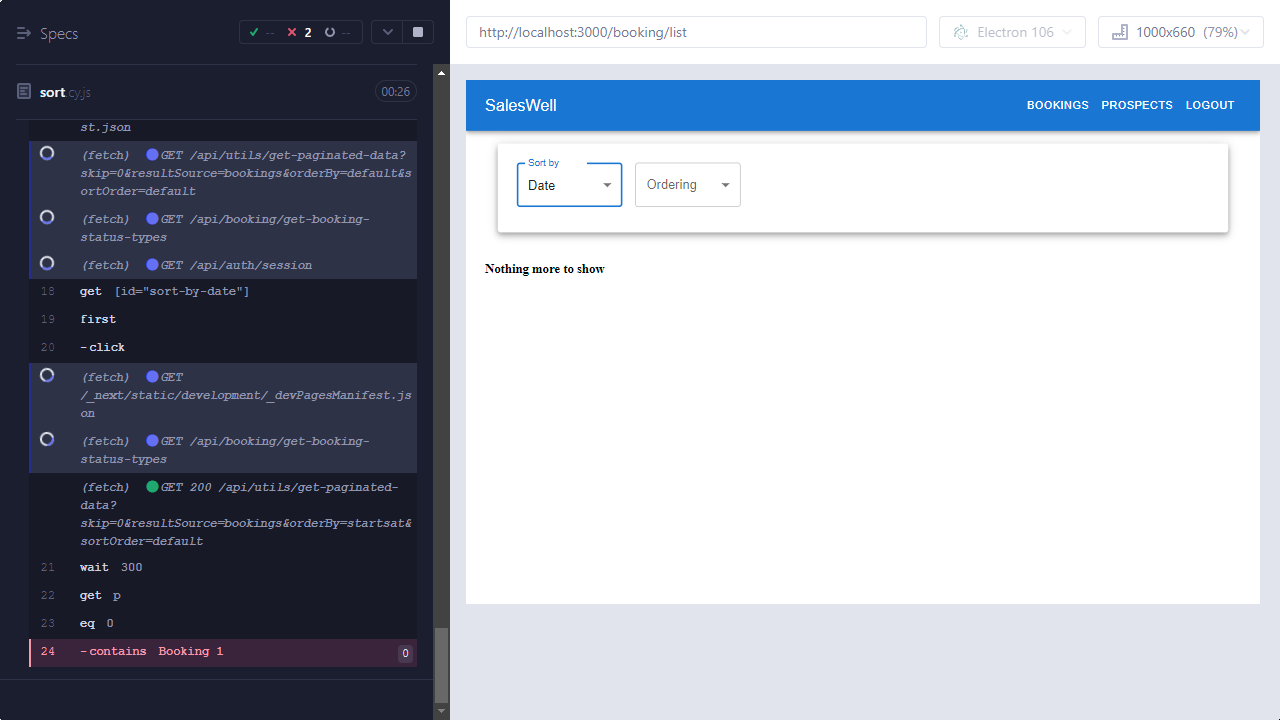 Specs
-- 2 --
sort.cy.js 00:26
st.json
(fetch) GET /api/utils/get-paginated-data?
skip=0&resultSource=bookings&orderBy=default&s
ortOrder=default
(fetch) GET /api/booking/get-booking-
status-types
(fetch) GET /api/auth/session
18 get [id="sort-by-date"]
19 first
20 -click
(fetch) GET
/_next/static/development/_devPagesManifest.js
on
(fetch) GET /api/booking/get-booking-
status-types
(fetch) GET 200 /api/utils/get-paginated-
data?
skip=0&resultSource=bookings&orderBy=startsat&
sortOrder=default
21 wait 300
22 get p
23 eq 0
24 -contains Booking 1 0
http://localhost:3000/booking/list
Electron 106
1000x660 (79%)
SalesWell
BOOKINGS PROSPECTS LOGOUT
Sort by
Date
Ordering
Nothing more to show